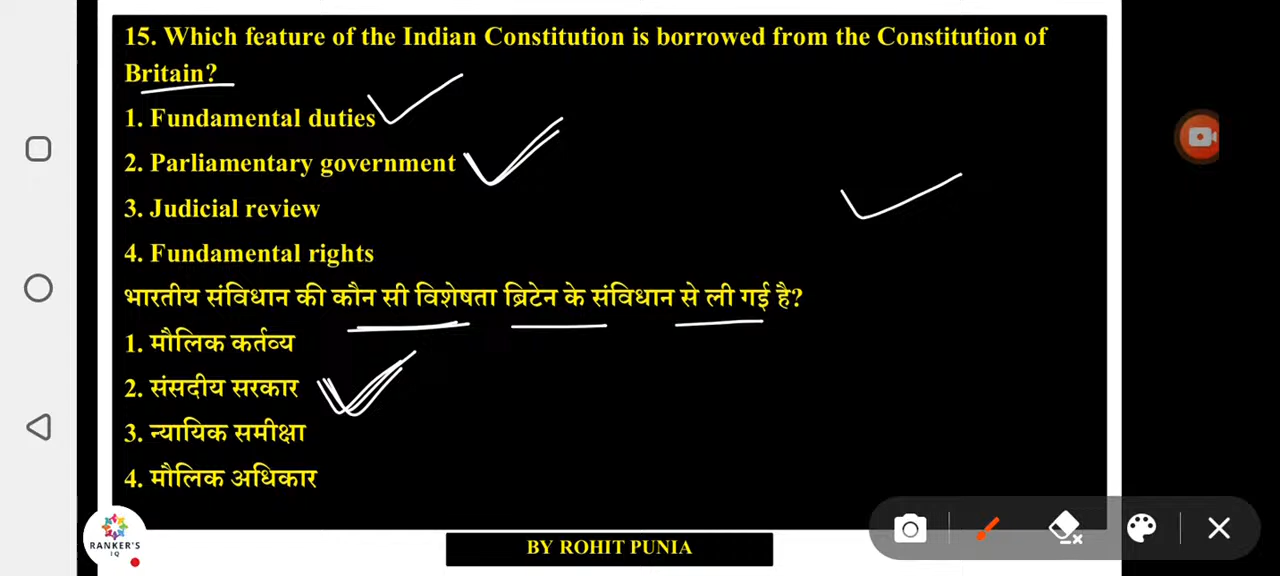 15. Which feature of the Indian Constitution is borrowed from the Constitution of
Britain?
1. Fundamental duties
2. Parliamentary government
3. Judicial review
4. Fundamental rights
भारतीय संविधान की कौन सी विशेषता ब्रिटेन के संविधान से ली गई है?
1. मौलिक कर्तव्य
2. संसदीय सरकार
3. न्यायिक समीक्षा
4. मौलिक अधिकार
RANKER'S
IQ
BY ROHIT PUNIA